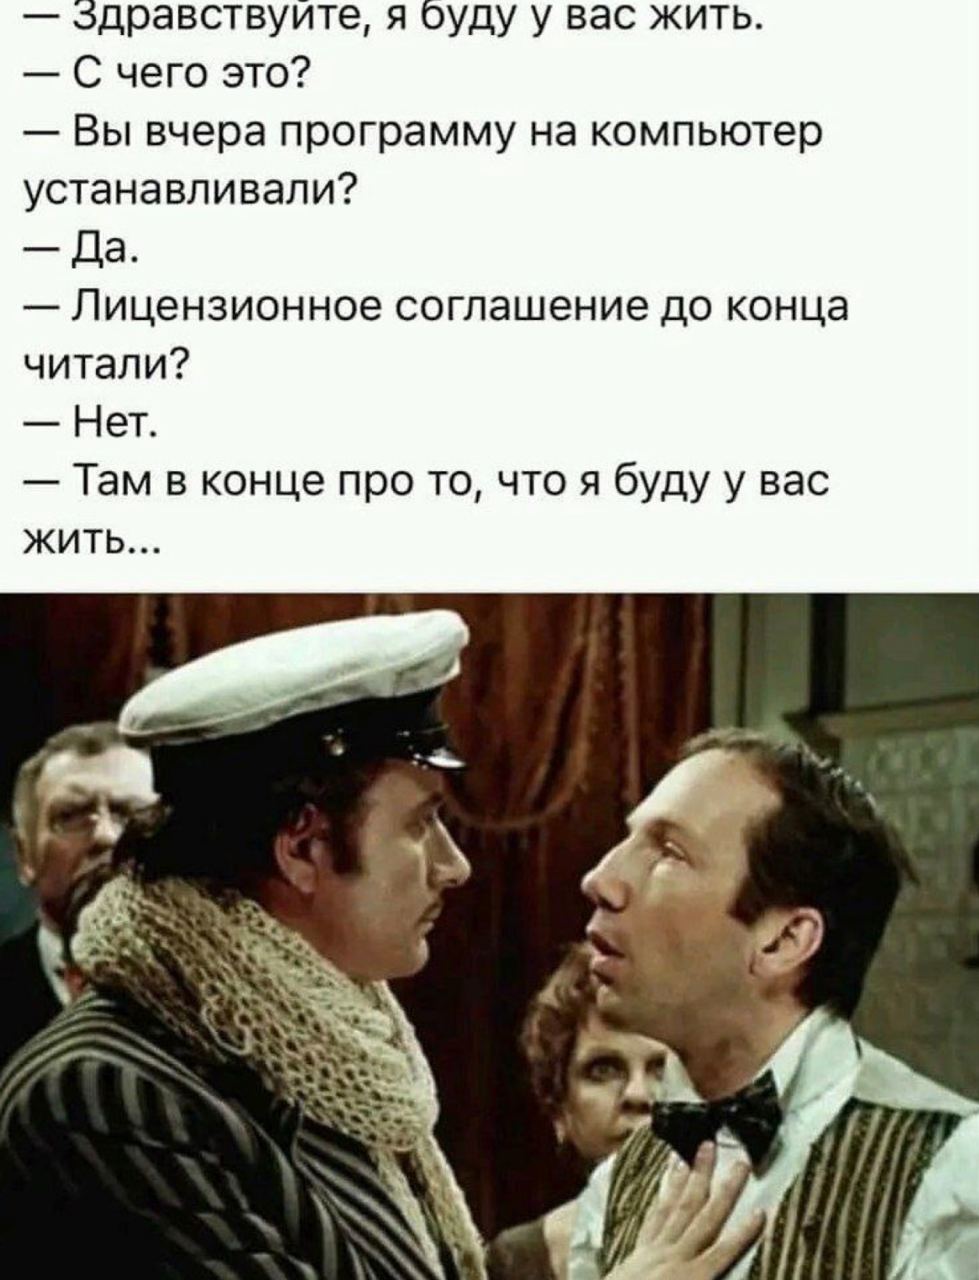 — Здравствуйте, я буду у вас жить.
— С чего это?
— Вы вчера программу на компьютер
устанавливали?
— Да.
— Лицензионное соглашение до конца
читали?
— Нет.
— Там в конце про то, что я буду у вас
жить...